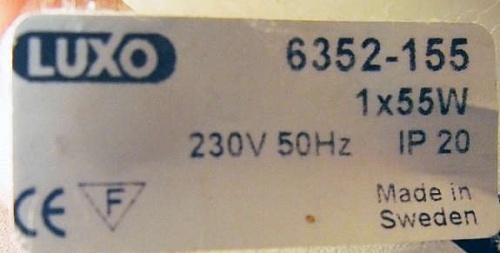 LUXO
6352-155
1x55W
230V 50Hz IP 20
CE F
Made in
Sweden